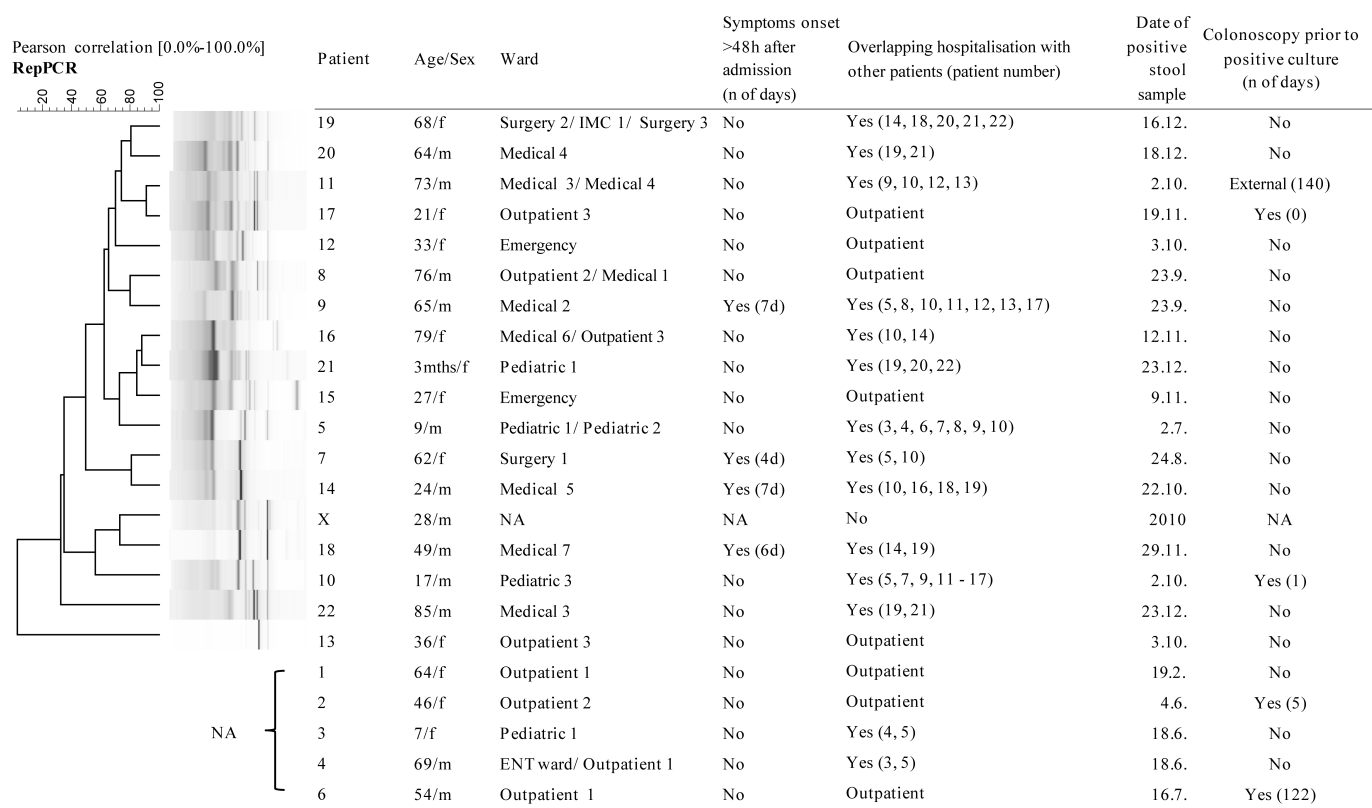 Pearson correlation [0.0%-100.0%]
RepPCR
20 40 60 80 100
Patient Age/Sex Ward Symptoms onset >48h after admission (n of days) Overlapping hospitalisation with other patients (patient number) Date of positive stool sample Colonoscopy prior to positive culture (n of days)
19 68/f Surgery 2/ IMC 1/ Surgery 3 No Yes (14, 18, 20, 21, 22) 16.12. No
20 64/m Medical 4 No Yes (19, 21) 18.12. No
11 73/m Medical 3/ Medical 4 No Yes (9, 10, 12, 13) 2.10. External (140)
17 21/f Outpatient 3 No Outpatient 19.11. Yes (0)
12 33/f Emergency No Outpatient 3.10. No
8 76/m Outpatient 2/ Medical 1 No Outpatient 23.9. No
9 65/m Medical 2 Yes (7d) Yes (5, 8, 10, 11, 12, 13, 17) 23.9. No
16 79/f Medical 6/ Outpatient 3 No Yes (10, 14) 12.11. No
21 3mths/f Pediatric 1 No Yes (19, 20, 22) 23.12. No
15 27/f Emergency No Outpatient 9.11. No
5 9/m Pediatric 1/ Pediatric 2 No Yes (3, 4, 6, 7, 8, 9, 10) 2.7. No
7 62/f Surgery 1 Yes (4d) Yes (5, 10) 24.8. No
14 24/m Medical 5 Yes (7d) Yes (10, 16, 18, 19) 22.10. No
X 28/m NA NA No 2010 NA
18 49/m Medical 7 Yes (6d) Yes (14, 19) 29.11. No
10 17/m Pediatric 3 No Yes (5, 7, 9, 11 - 17) 2.10. Yes (1)
22 85/m Medical 3 No Yes (19, 21) 23.12. No
13 36/f Outpatient 3 No Outpatient 3.10. No
1 64/f Outpatient 1 No Outpatient 19.2. No
2 46/f Outpatient 2 No Outpatient 4.6. Yes (5)
NA
3 7/f Pediatric 1 No Yes (4, 5) 18.6. No
4 69/m ENT ward/ Outpatient 1 No Yes (3, 5) 18.6. No
6 54/m Outpatient 1 No Outpatient 16.7. Yes (122)